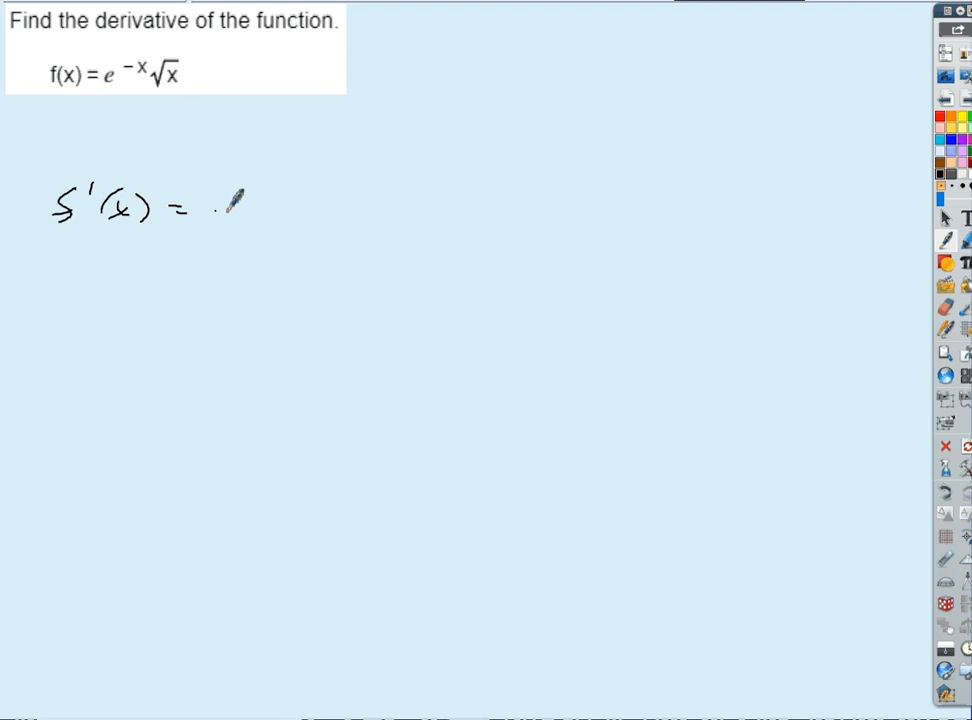 Find the derivative of the function.
f(x) = e^{-x}√x
f'(x) =